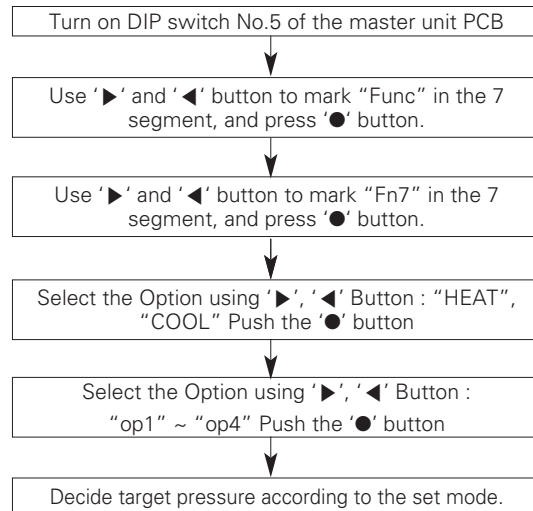 Turn on DIP switch No.5 of the master unit PCB
Use ‘▶‘ and ‘◀‘ button to mark “Func” in the 7
segment, and press ‘●‘ button.
Use ‘▶‘ and ‘◀‘ button to mark “Fn7” in the 7
segment, and press ‘●‘ button.
Select the Option using ‘▶’, ‘◀’ Button : “HEAT”,
“COOL” Push the ‘●’ button
Select the Option using ‘▶’, ‘◀’ Button :
“op1” ~ “op4” Push the ‘●’ button
Decide target pressure according to the set mode.